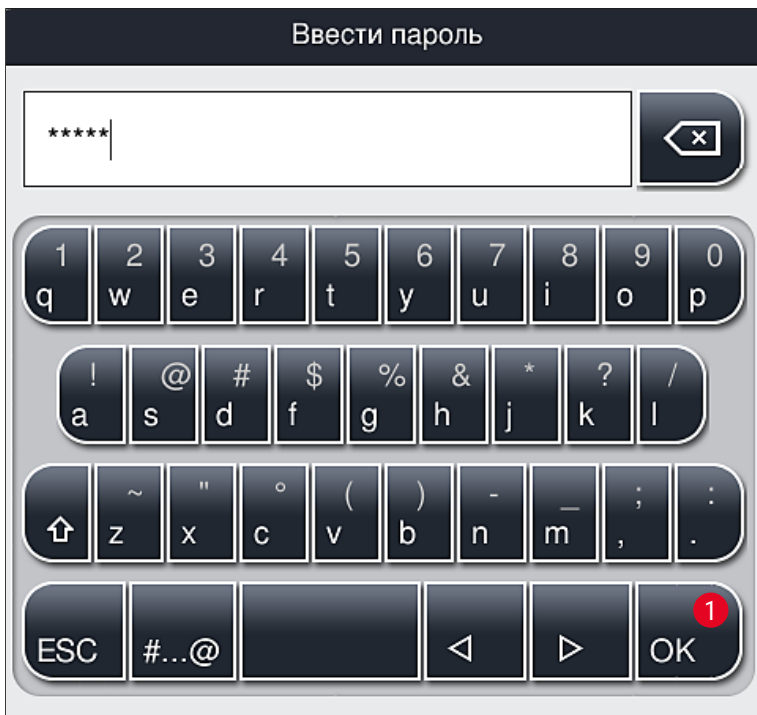 Ввести пароль
*****
1 2 3 4 5 6 7 8 9 0
q w e r t y u i o p
! @ # $ % & * ? /
a s d f g h j k l
~ " ° ( ) - _ ; :
z x c v b n m , .
1
ESC #...@ OK